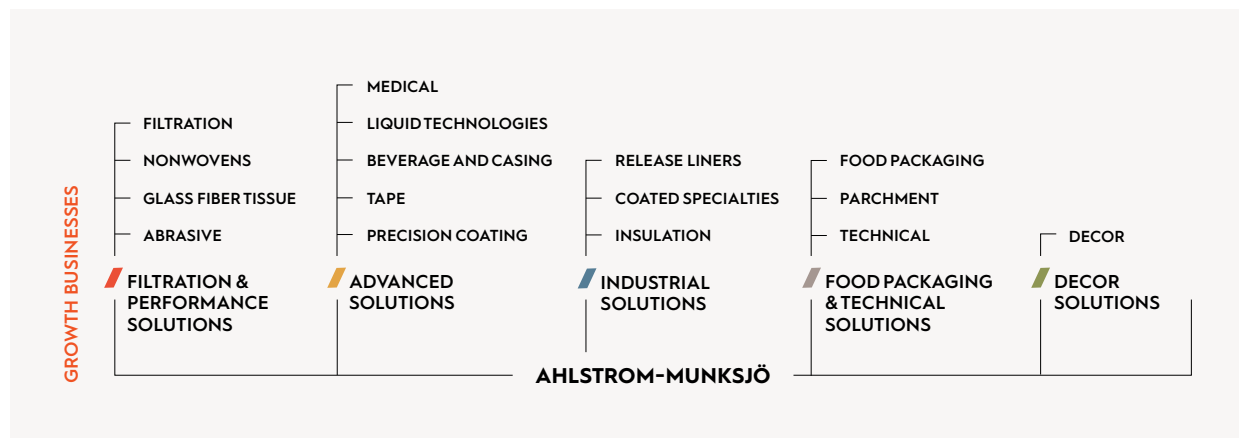 GROWTH BUSINESSES
FILTRATION
NONWOVENS
GLASS FIBER TISSUE
ABRASIVE
FILTRATION &
PERFORMANCE
SOLUTIONS
MEDICAL
LIQUID TECHNOLOGIES
BEVERAGE AND CASING
TAPE
PRECISION COATING
ADVANCED
SOLUTIONS
RELEASE LINERS
COATED SPECIALTIES
INSULATION
INDUSTRIAL
SOLUTIONS
FOOD PACKAGING
PARCHMENT
TECHNICAL
FOOD PACKAGING
& TECHNICAL
SOLUTIONS
DECOR
DECOR
SOLUTIONS
AHLSTROM-MUNKSJÖ